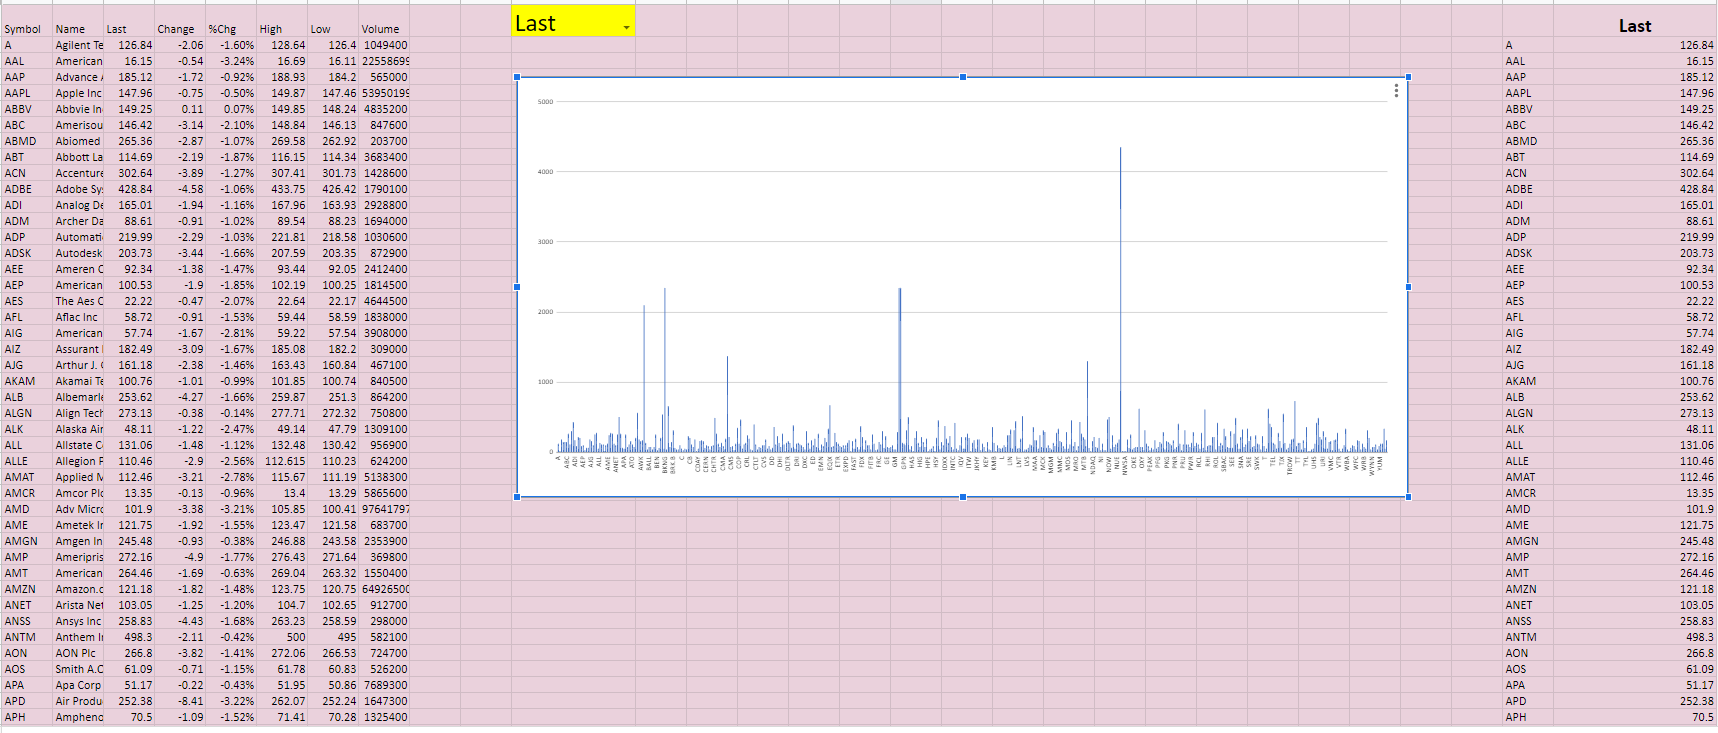 Last
Last
Symbol Name Last Change %Chg High Low Volume
A Agilent Te 126.84 -2.06 -1.60% 128.64 126.4 1049400 A 126.84
AAL American 16.15 -0.54 -3.24% 16.69 16.11 22558699 AAL 16.15
AAP Advance A 185.12 -1.72 -0.92% 188.93 184.2 565000 AAP 185.12
AAPL Apple Inc 147.96 -0.75 -0.50% 149.87 147.46 53950199 AAPL 147.96
ABBV Abbvie In 149.25 0.11 0.07% 149.85 148.24 4835200 ABBV 149.25
ABC Amerisou 146.42 -3.14 -2.10% 148.84 146.13 847600 ABC 146.42
ABMD Abiomed 265.36 -2.87 -1.07% 269.58 262.92 203700 ABMD 265.36
ABT Abbott La 114.69 -2.19 -1.87% 116.15 114.34 3683400 ABT 114.69
ACN Accenture 302.64 -3.89 -1.27% 307.41 301.73 1428600 ACN 302.64
ADBE Adobe Sy 428.84 -4.58 -1.06% 433.75 426.42 1790100 ADBE 428.84
ADI Analog De 165.01 -1.94 -1.16% 167.96 163.93 2928800 ADI 165.01
ADM Archer Da 88.61 -0.91 -1.02% 89.54 88.23 1694000 ADM 88.61
ADP Automati 219.99 -2.29 -1.03% 221.81 218.58 1030600 ADP 219.99
ADSK Autodesk 203.73 -3.44 -1.66% 207.59 203.35 872900 ADSK 203.73
AEE Ameren C 92.34 -1.38 -1.47% 93.44 92.05 2412400 AEE 92.34
AEP American 100.53 -1.9 -1.85% 102.19 100.25 1814500 AEP 100.53
AES The Aes C 22.22 -0.47 -2.07% 22.64 22.17 4644500 AES 22.22
AFL Aflac Inc 58.72 -0.91 -1.53% 59.44 58.59 1838000 AFL 58.72
AIG American 57.74 -1.67 -2.81% 59.22 57.54 3908000 AIG 57.74
AIZ Assurant 182.49 -3.09 -1.67% 185.08 182.2 309000 AIZ 182.49
AJG Arthur J. 161.18 -2.38 -1.46% 163.43 160.84 467100 AJG 161.18
AKAM Akamai Te 100.76 -1.01 -0.99% 101.85 100.74 840500 AKAM 100.76
ALB Albemarle 253.62 -4.27 -1.66% 259.87 251.3 864200 ALB 253.62
ALGN Align Tech 273.13 -0.38 -0.14% 277.71 272.32 750800 ALGN 273.13
ALK Alaska Air 48.11 -1.22 -2.47% 49.14 47.79 1309100 ALK 48.11
ALL Allstate C 131.06 -1.48 -1.12% 132.48 130.42 956900 ALL 131.06
ALLE Allegion P 110.46 -2.9 -2.56% 112.615 110.23 624200 ALLE 110.46
AMAT Applied M 112.46 -3.21 -2.78% 115.67 111.19 5138300 AMAT 112.46
AMCR Amcor Plc 13.35 -0.13 -0.96% 13.4 13.29 5865600 AMCR 13.35
AMD Adv Micro 101.9 -3.38 -3.21% 105.85 100.41 97641797 AMD 101.9
AME Ametek In 121.75 -1.92 -1.55% 123.47 121.58 683700 AME 121.75
AMGN Amgen In 245.48 -0.93 -0.38% 246.88 243.58 2353900 AMGN 245.48
AMP Ameripris 272.16 -4.9 -1.77% 276.43 271.64 369800 AMP 272.16
AMT American 264.46 -1.69 -0.63% 269.04 263.32 1550400 AMT 264.46
AMZN Amazon.c 121.18 -1.82 -1.48% 123.75 120.75 64926500 AMZN 121.18
ANET Arista Net 103.05 -1.25 -1.20% 104.7 102.65 912700 ANET 103.05
ANSS Ansys Inc 258.83 -4.43 -1.68% 263.23 258.59 298000 ANSS 258.83
ANTM Anthem In 498.3 -2.11 -0.42% 500 495 582100 ANTM 498.3
AON AON Plc 266.8 -3.82 -1.41% 272.06 266.53 724700 AON 266.8
AOS Smith A.O 61.09 -0.71 -1.15% 61.78 60.83 526200 AOS 61.09
APA Apa Corp 51.17 -0.22 -0.43% 51.95 50.86 7689300 APA 51.17
APD Air Produ 252.38 -8.41 -3.22% 262.07 252.24 1647300 APD 252.38
APH Ampheno 70.5 -1.09 -1.52% 71.41 70.28 1325400 APH 70.5
5000
4000
3000
2000
1000
0